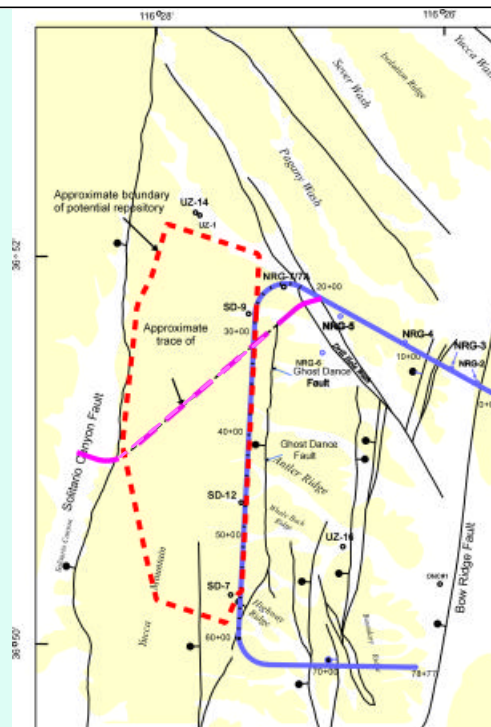 116°28'
116°26'
Yucca Wash
Isolation Ridge
Sever Wash
Pagany Wash
Approximate boundary
of potential repository
UZ-14
UZ-1
36°52'
NRG-7/7A
20+00
SD-9
NRG-5
NRG-4
30+00
Approximate
trace of
10+00
NRG-3
NRG-6
NRG-2
Drill Hole Wash
Ghost Dance
Fault
Solitario Canyon Fault
40+00
Ghost Dance
Fault
Antler Ridge
SD-12
Whale Back
Ridge
50+00
UZ-16
Solitario Canyon
Yucca
Mountain
SD-7
Highway
Ridge
Bow Ridge Fault
36°50'
60+00
70+00
78+77